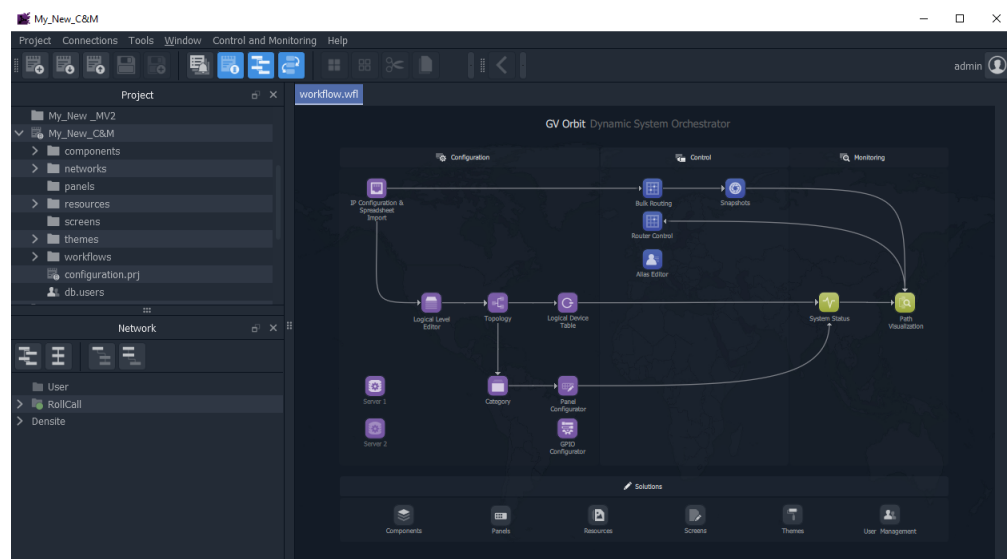 My_New_C&M
Project Connections Tools Window Control and Monitoring Help
admin
Project
workflow.wfl
My_New _MV2
My_New_C&M
components
networks
panels
resources
screens
themes
workflows
configuration.prj
db.users
Network
User
RollCall
Densite
GV Orbit Dynamic System Orchestrator
Configuration
Control
Monitoring
IP Configuration &
Spreadsheet
Import
Bulk Routing
Snapshots
Router Control
Alias Editor
Logical Level
Editor
Topology
Logical Device
Table
System Status
Path
Visualization
Server 1
Category
Panel
Configurator
Server 2
GPIO
Configurator
Solutions
Components
Panels
Resources
Screens
Themes
User Management